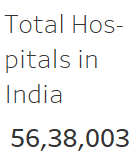 Total Hos-
pitals in
India
56,38,003